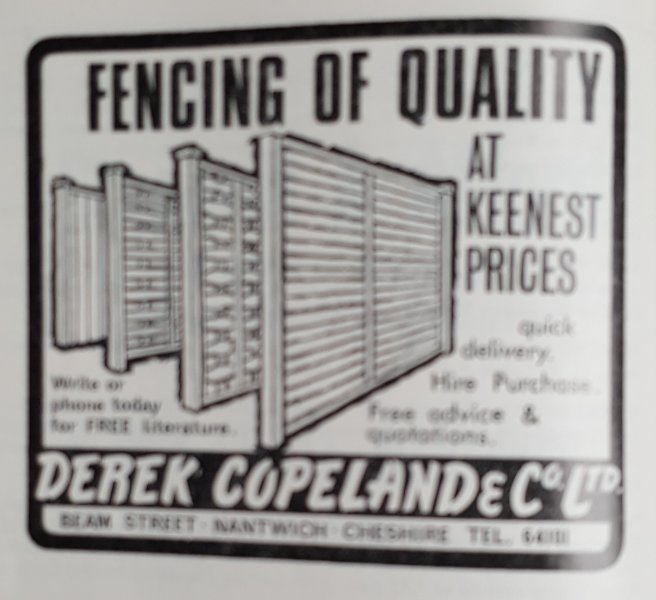 FENCING OF QUALITY
AT
KEENEST
PRICES
quick
delivery.
Hire Purchase.
Free advice &
quotations.
Write or
phone today
for FREE literature.
DEREK COPELAND & CO. LTD.
BEAM STREET · NANTWICH · CHESHIRE TEL.